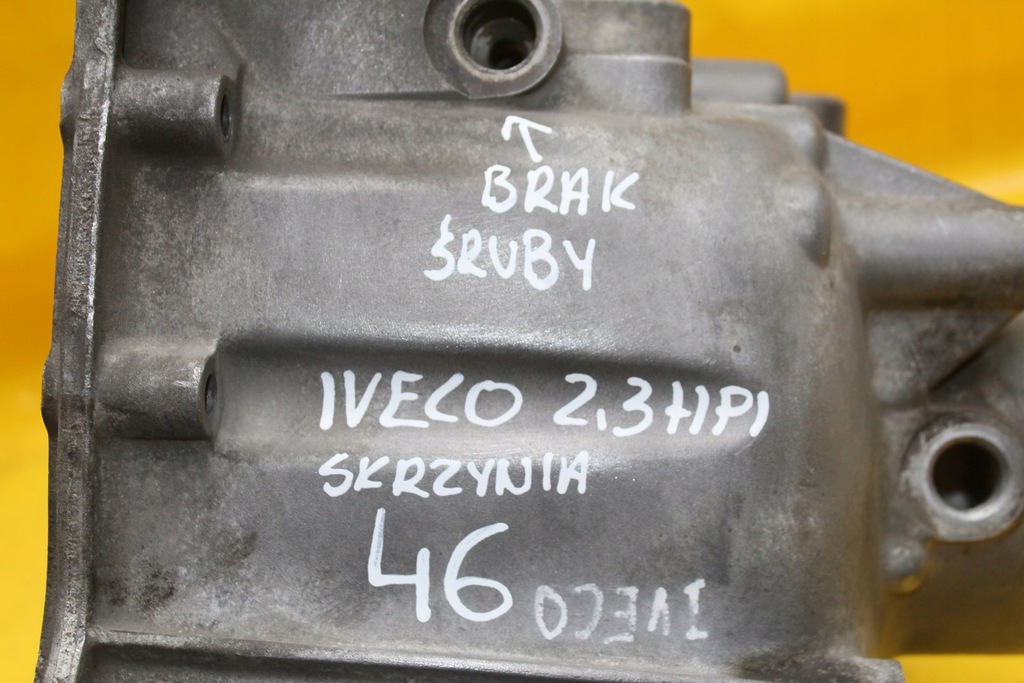 BRAK
ŚRUBY
IVECO 2,3 HPI
SKRZYNIA
46
IVECO